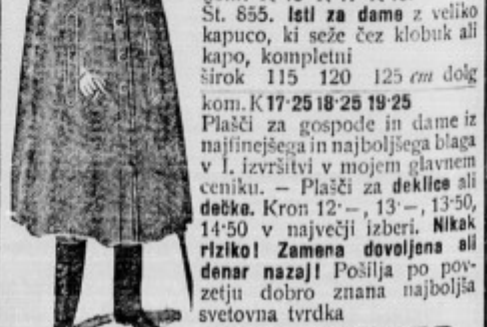 Št. 855. Isti za dame z veliko
kapuco, ki seže čez klobuk ali
kapo, kompletni
širok 115 120 125 cm dolg
kom. K 17·25 18·25 19·25
Plašči za gospode in dame iz
najfinejšega in najboljšega blaga
v I. izvršitvi v mojem glavnem
ceniku. — Plašči za deklice ali
dečke. Kron 12·—, 13·—, 13·50,
14·50 v največji izberi. Nikak
riziko! Zamena dovoljena ali
denar nazaj! Pošilja po pov-
zetju dobro znana najboljša
svetovna tvrdka